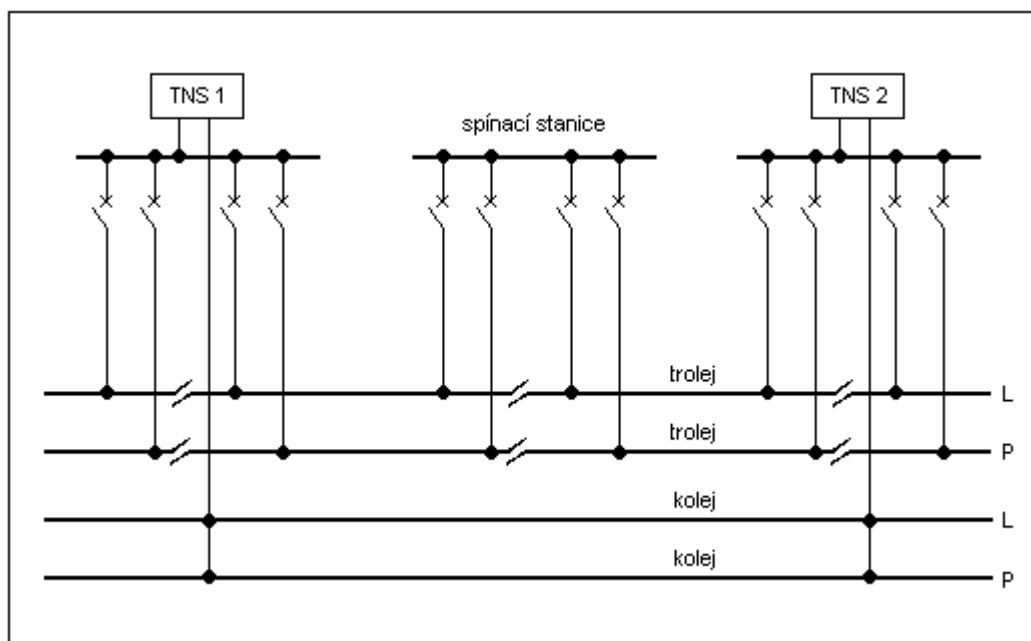 TNS 1
TNS 2
spínací stanice
trolej
L
trolej
P
kolej
L
kolej
P